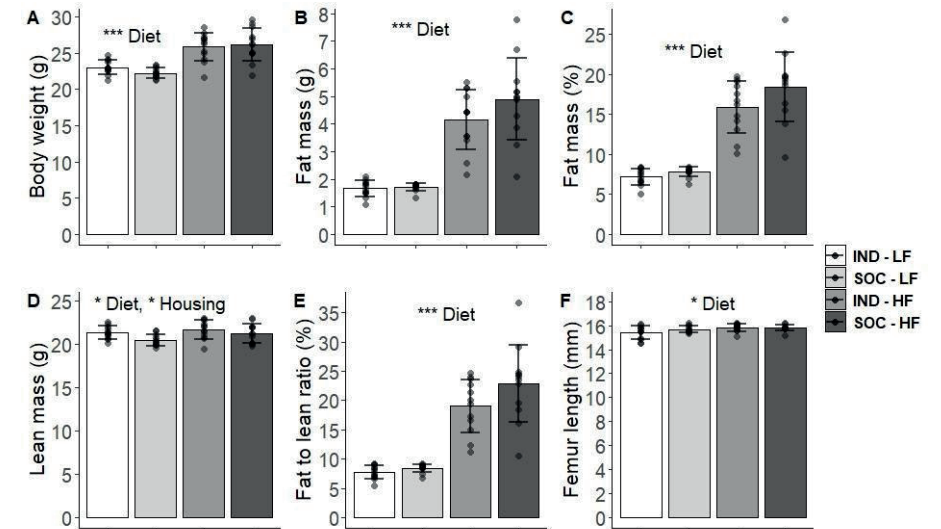 A
*** Diet
Body weight (g)
30
25
20
15
10
5
0
B
*** Diet
Fat mass (g)
8
7
6
5
4
3
2
1
0
C
*** Diet
Fat mass (%)
25
20
15
10
5
0
IND - LF
SOC - LF
IND - HF
SOC - HF
D
* Diet, * Housing
Lean mass (g)
25
20
15
10
5
0
E
*** Diet
Fat to lean ratio (%)
35
30
25
20
15
10
5
0
F
* Diet
Femur length (mm)
18
16
14
12
10
8
6
4
2
0